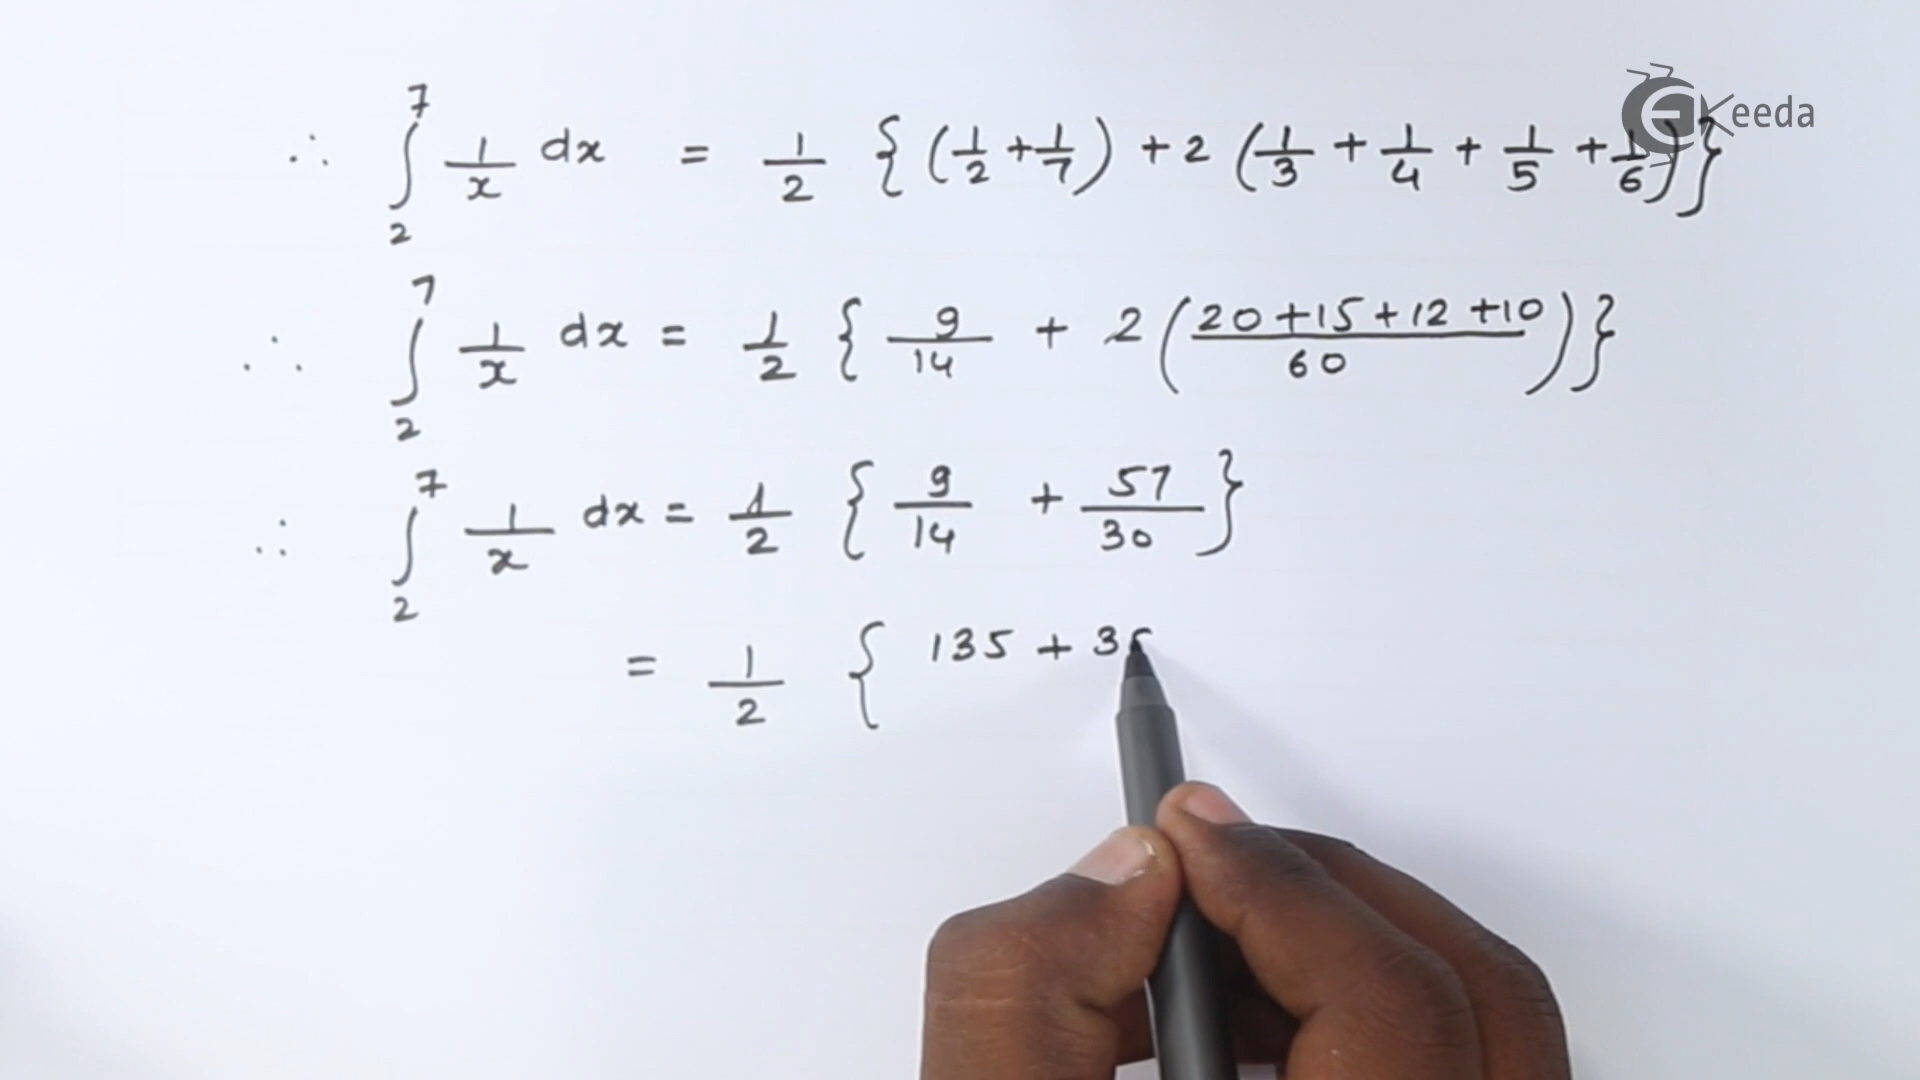 Ekeeda
∴ ∫₂⁷ 1/x dx = 1/2 {(1/2 + 1/7) + 2 (1/3 + 1/4 + 1/5 + 1/6)}
∴ ∫₂⁷ 1/x dx = 1/2 {9/14 + 2 ((20 + 15 + 12 + 10)/60)}
∴ ∫₂⁷ 1/x dx = 1/2 {9/14 + 57/30}
= 1/2 { 135 + 3